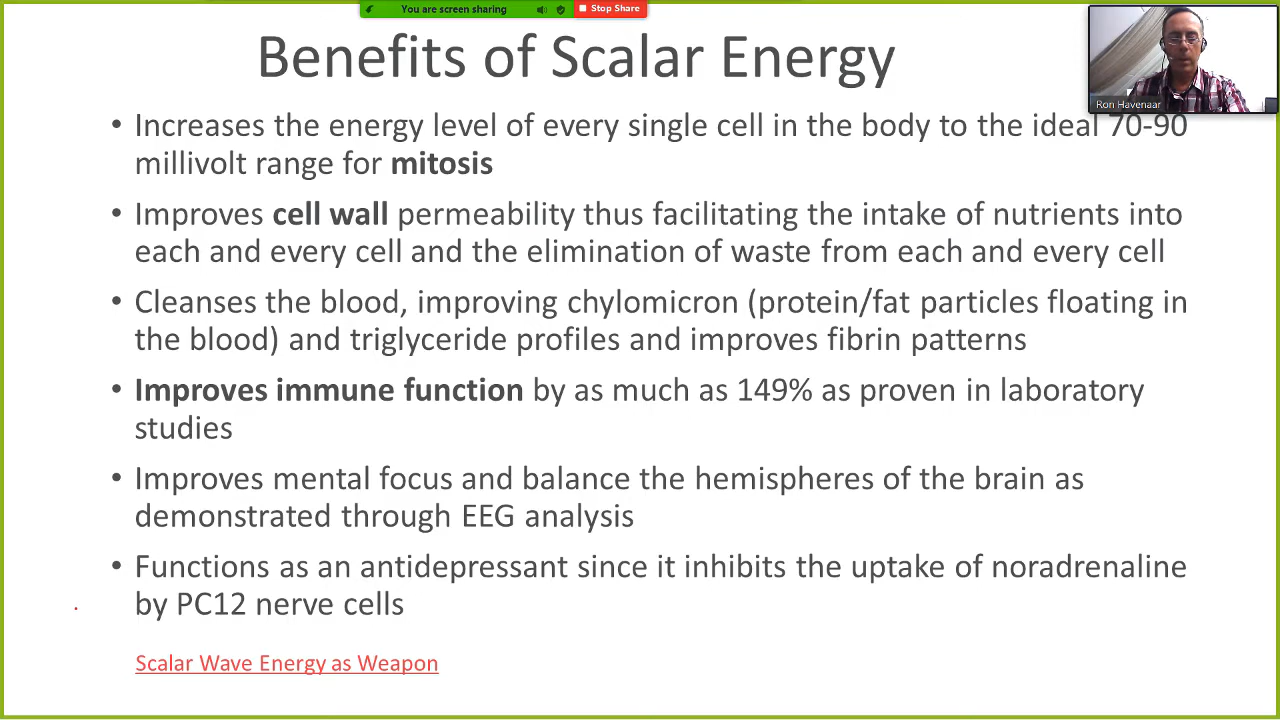 You are screen sharing
Stop Share
Benefits of Scalar Energy
Ron Havenaar
• Increases the energy level of every single cell in the body to the ideal 70-90
millivolt range for mitosis
• Improves cell wall permeability thus facilitating the intake of nutrients into
each and every cell and the elimination of waste from each and every cell
• Cleanses the blood, improving chylomicron (protein/fat particles floating in
the blood) and triglyceride profiles and improves fibrin patterns
• Improves immune function by as much as 149% as proven in laboratory
studies
• Improves mental focus and balance the hemispheres of the brain as
demonstrated through EEG analysis
• Functions as an antidepressant since it inhibits the uptake of noradrenaline
by PC12 nerve cells
Scalar Wave Energy as Weapon